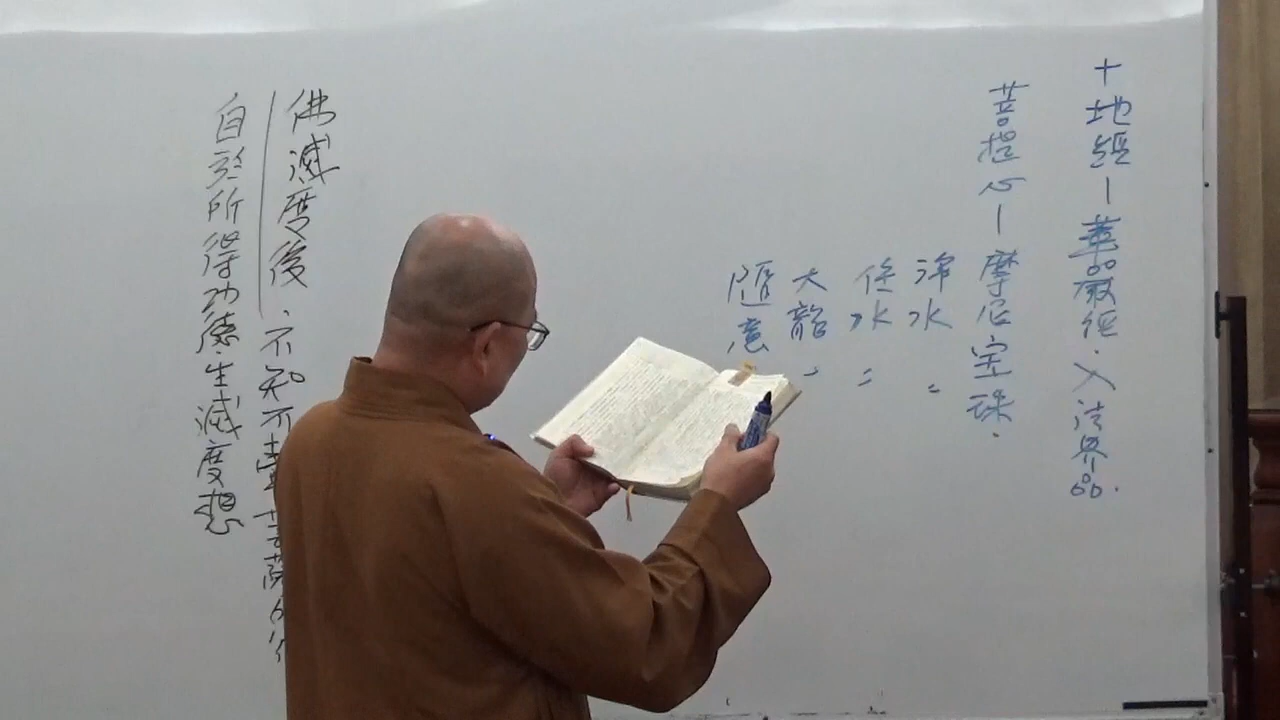 十地經—華嚴經.入法界品.
菩提心—摩尼宝珠.
淨水〃
住水〃
大龍〃
隨意
佛滅度後、不知不
自於所得功德生滅度想